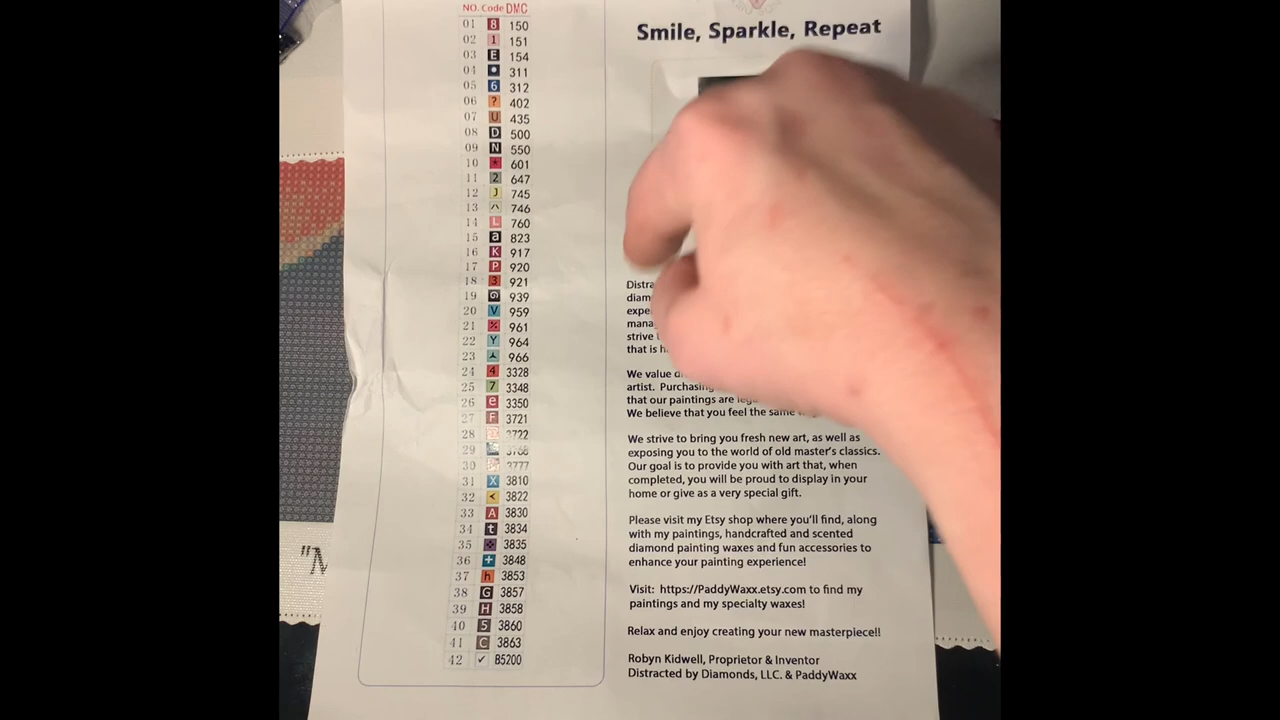 NO. Code DMC
01 8 150
02 1 151
03 E 154
04 • 311
05 6 312
06 ? 402
07 U 435
08 D 500
09 N 550
10 * 601
11 2 647
12 J 745
13 ^ 746
14 L 760
15 a 823
16 K 917
17 P 920
18 3 921
19 939
20 V 959
21 % 961
22 Y 964
23 966
24 4 3328
25 7 3348
26 e 3350
27 F 3721
28 3722
29 3768
30 3777
31 X 3810
32 < 3822
33 A 3830
34 t 3834
35 3835
36 + 3848
37 h 3853
38 G 3857
39 H 3858
40 5 3860
41 C 3863
42 ✓ B5200
Smile, Sparkle, Repeat
strive
that is
We value
artist. Purchasing
that our paintings are
We believe that you feel the same
We strive to bring you fresh new art, as well as
exposing you to the world of old master's classics.
Our goal is to provide you with art that, when
completed, you will be proud to display in your
home or give as a very special gift.
Please visit my Etsy shop where you'll find, along
with my paintings, handcrafted and scented
diamond painting waxes and fun accessories to
enhance your painting experience!
Visit: https://PaddyWaxx.etsy.com to find my
paintings and my specialty waxes!
Relax and enjoy creating your new masterpiece!!
Robyn Kidwell, Proprietor & Inventor
Distracted by Diamonds, LLC. & PaddyWaxx